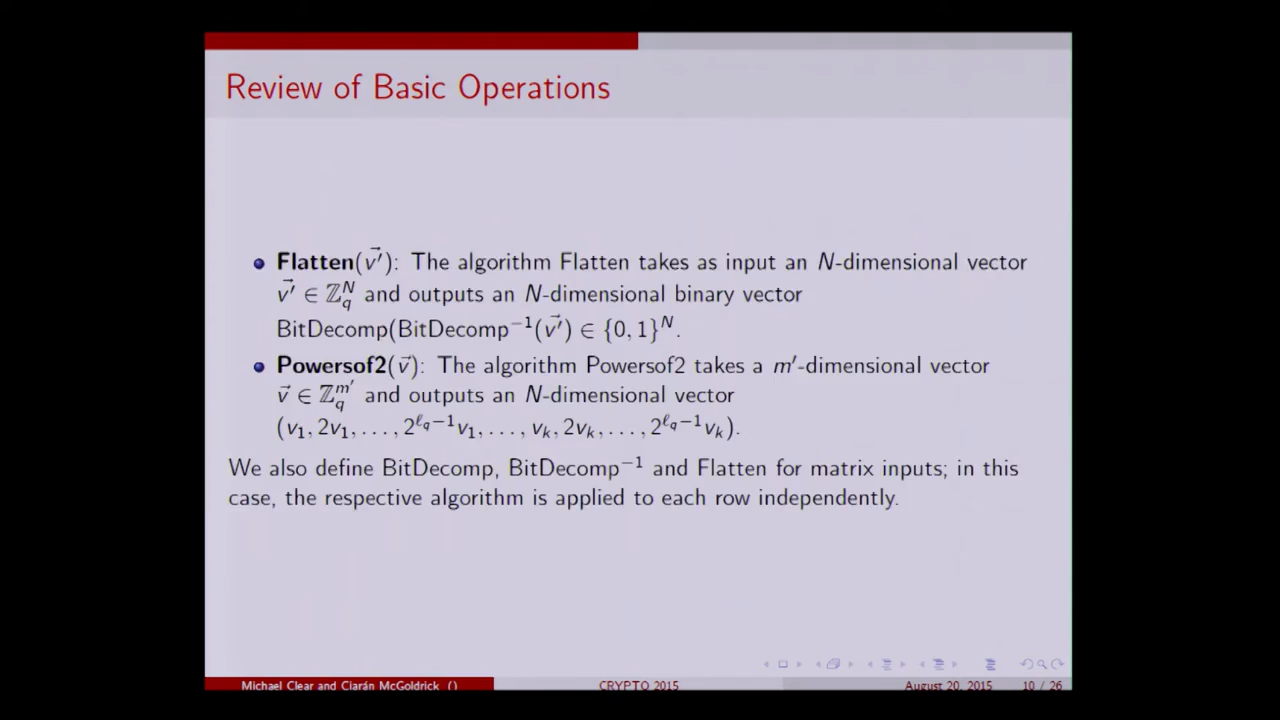 Review of Basic Operations
Flatten(v⃗′): The algorithm Flatten takes as input an N-dimensional vector
v⃗′ ∈ ℤ_q^N and outputs an N-dimensional binary vector
BitDecomp(BitDecomp⁻¹(v⃗′) ∈ {0, 1}^N.
Powersof2(v⃗): The algorithm Powersof2 takes a m′-dimensional vector
v⃗ ∈ ℤ_q^{m′} and outputs an N-dimensional vector
(v₁, 2v₁, . . . , 2^{ℓ_q−1}v₁, . . . , v_k, 2v_k, . . . , 2^{ℓ_q−1}v_k).
We also define BitDecomp, BitDecomp⁻¹ and Flatten for matrix inputs; in this
case, the respective algorithm is applied to each row independently.
Michael Clear and Ciarán McGoldrick () CRYPTO 2015 August 20, 2015 10 / 26